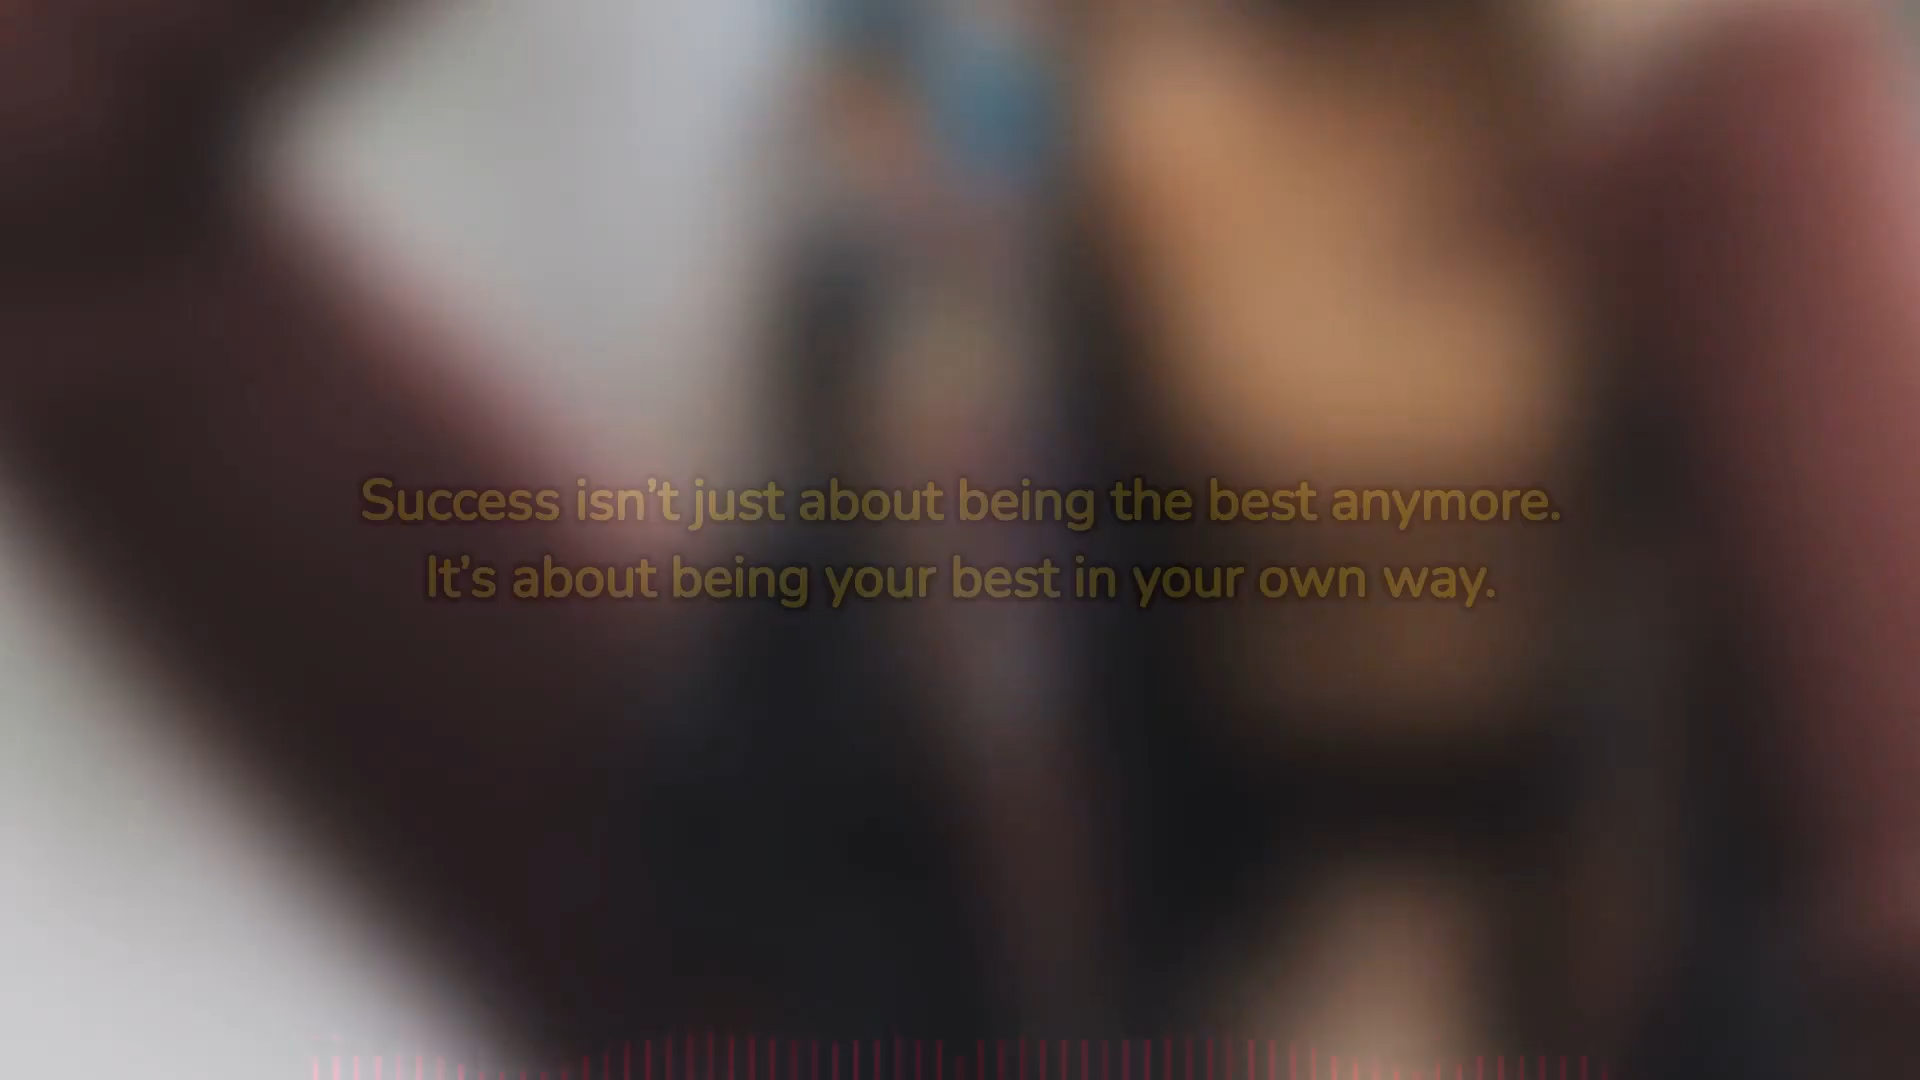 Success isn’t just about being the best anymore.
It’s about being your best in your own way.